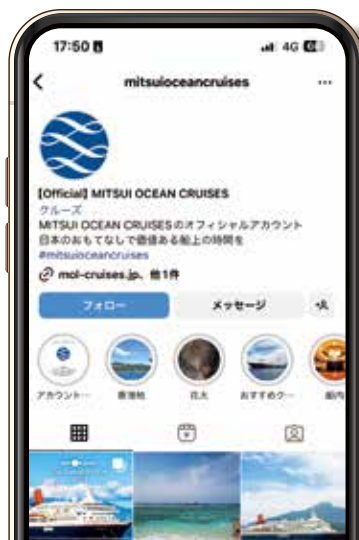 17:50
4G
mitsuioceancruises
[Official] MITSUI OCEAN CRUISES
クルーズ
MITSUI OCEAN CRUISESのオフィシャルアカウント
日本のおもてなしで価値ある船上の時間を
#mitsuioceancruises
mol-cruises.jp、他1件
フォロー
メッセージ
アカウント…
寄港地
花火
おすすめク…
船内